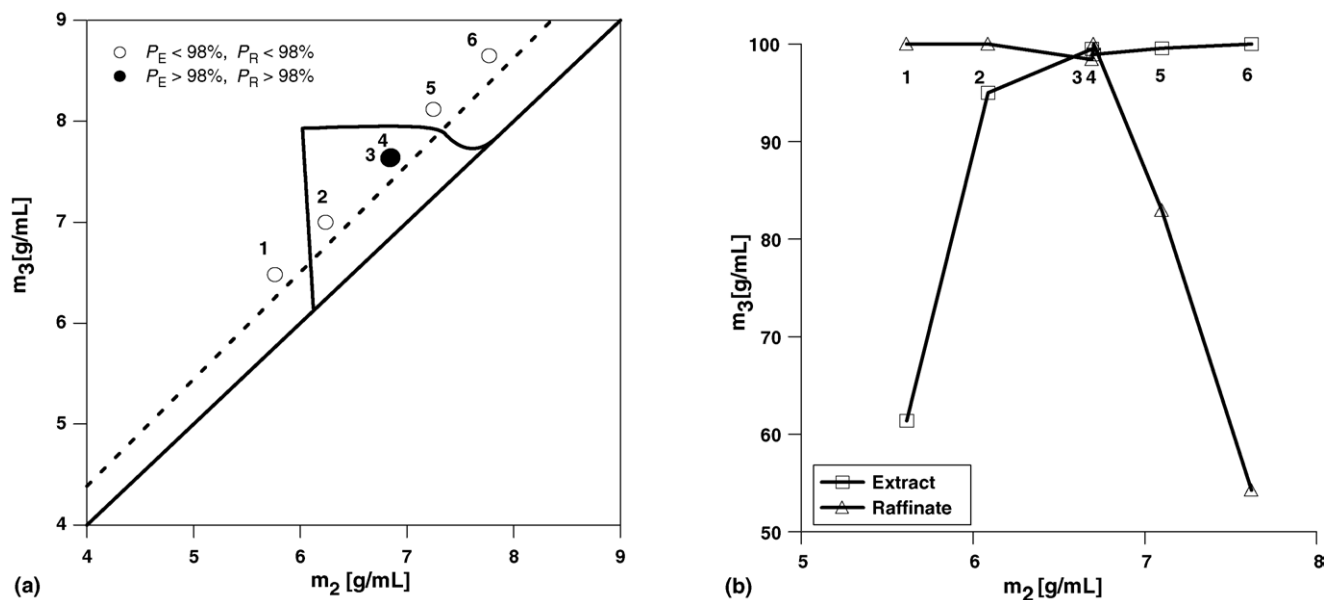 9
8
7
6
5
4
m3[g/mL]
P_E < 98%, P_R < 98%
P_E > 98%, P_R > 98%
6
5
4
3
2
1
4 5 6 7 8 9
(a)
m2 [g/mL]
100
90
80
70
60
50
m3[g/mL]
1 2 3 4 5 6
Extract
Raffinate
5 6 7 8
(b)
m2 [g/mL]